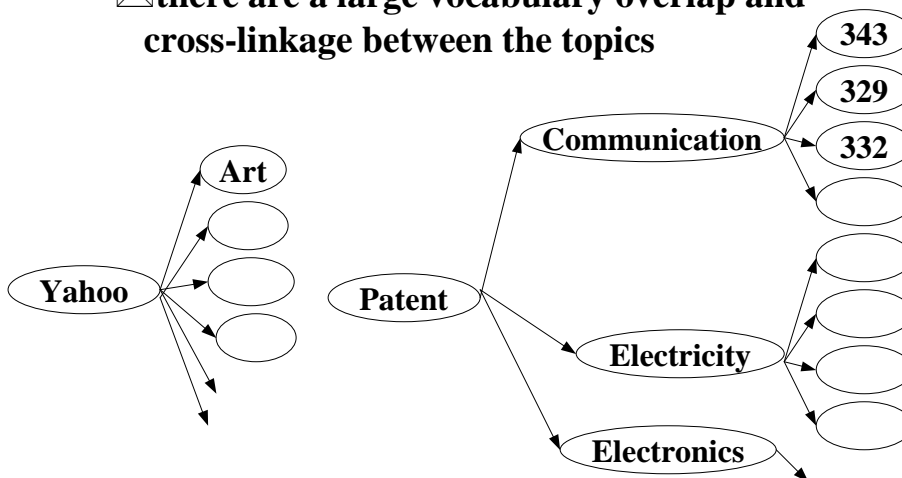 there are a large vocabulary overlap and
cross-linkage between the topics
343
329
Communication
332
Art
Yahoo
Patent
Electricity
Electronics